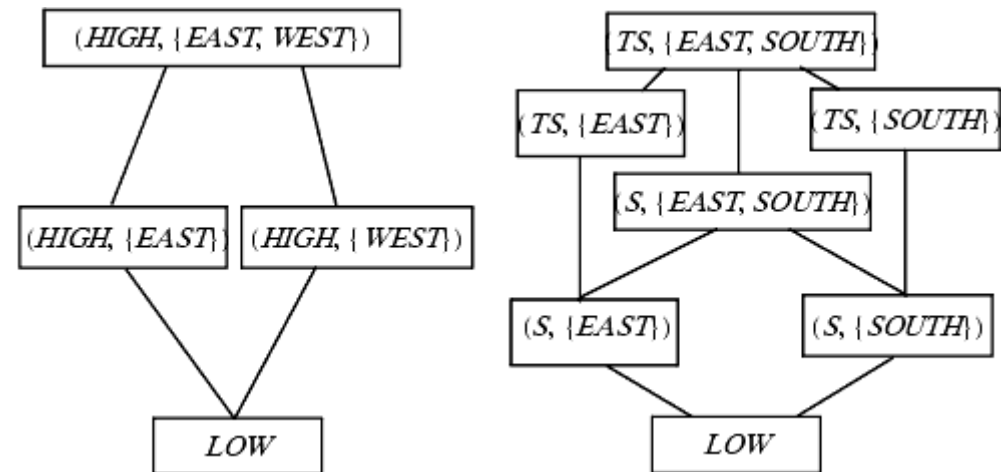 (HIGH, {EAST, WEST})
(HIGH, {EAST})
(HIGH, {WEST})
LOW
(TS, {EAST, SOUTH})
(TS, {EAST})
(TS, {SOUTH})
(S, {EAST, SOUTH})
(S, {EAST})
(S, {SOUTH})
LOW